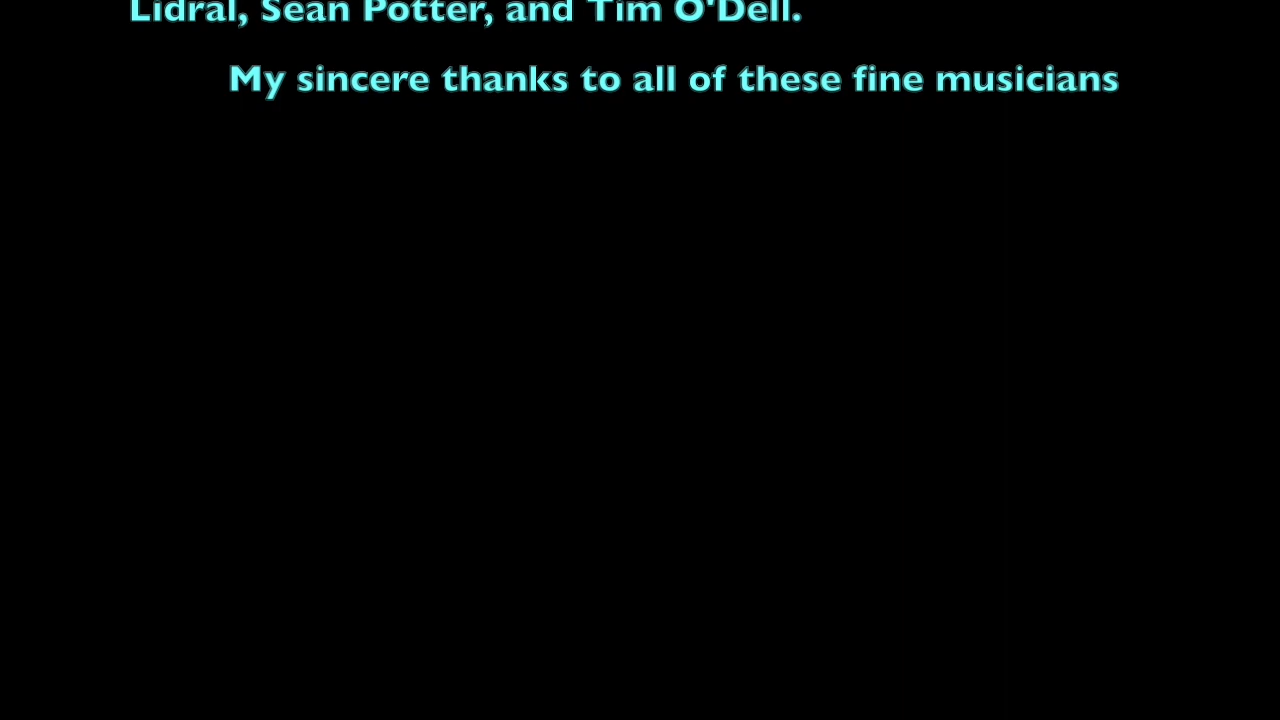 Lidral, Sean Potter, and Tim O'Dell.
My sincere thanks to all of these fine musicians